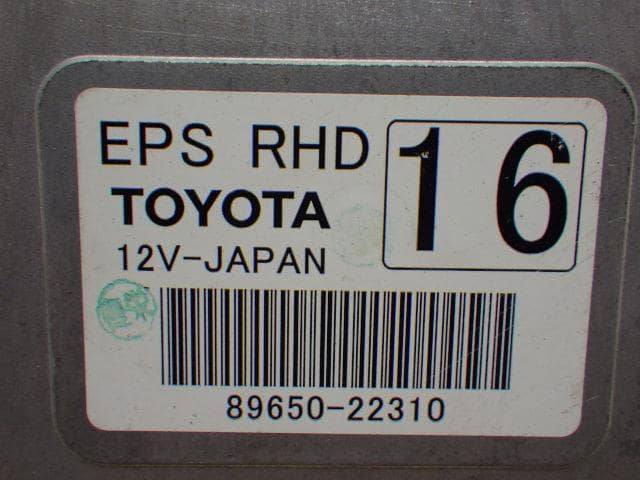 EPS RHD 16
TOYOTA
12V-JAPAN
89650-22310